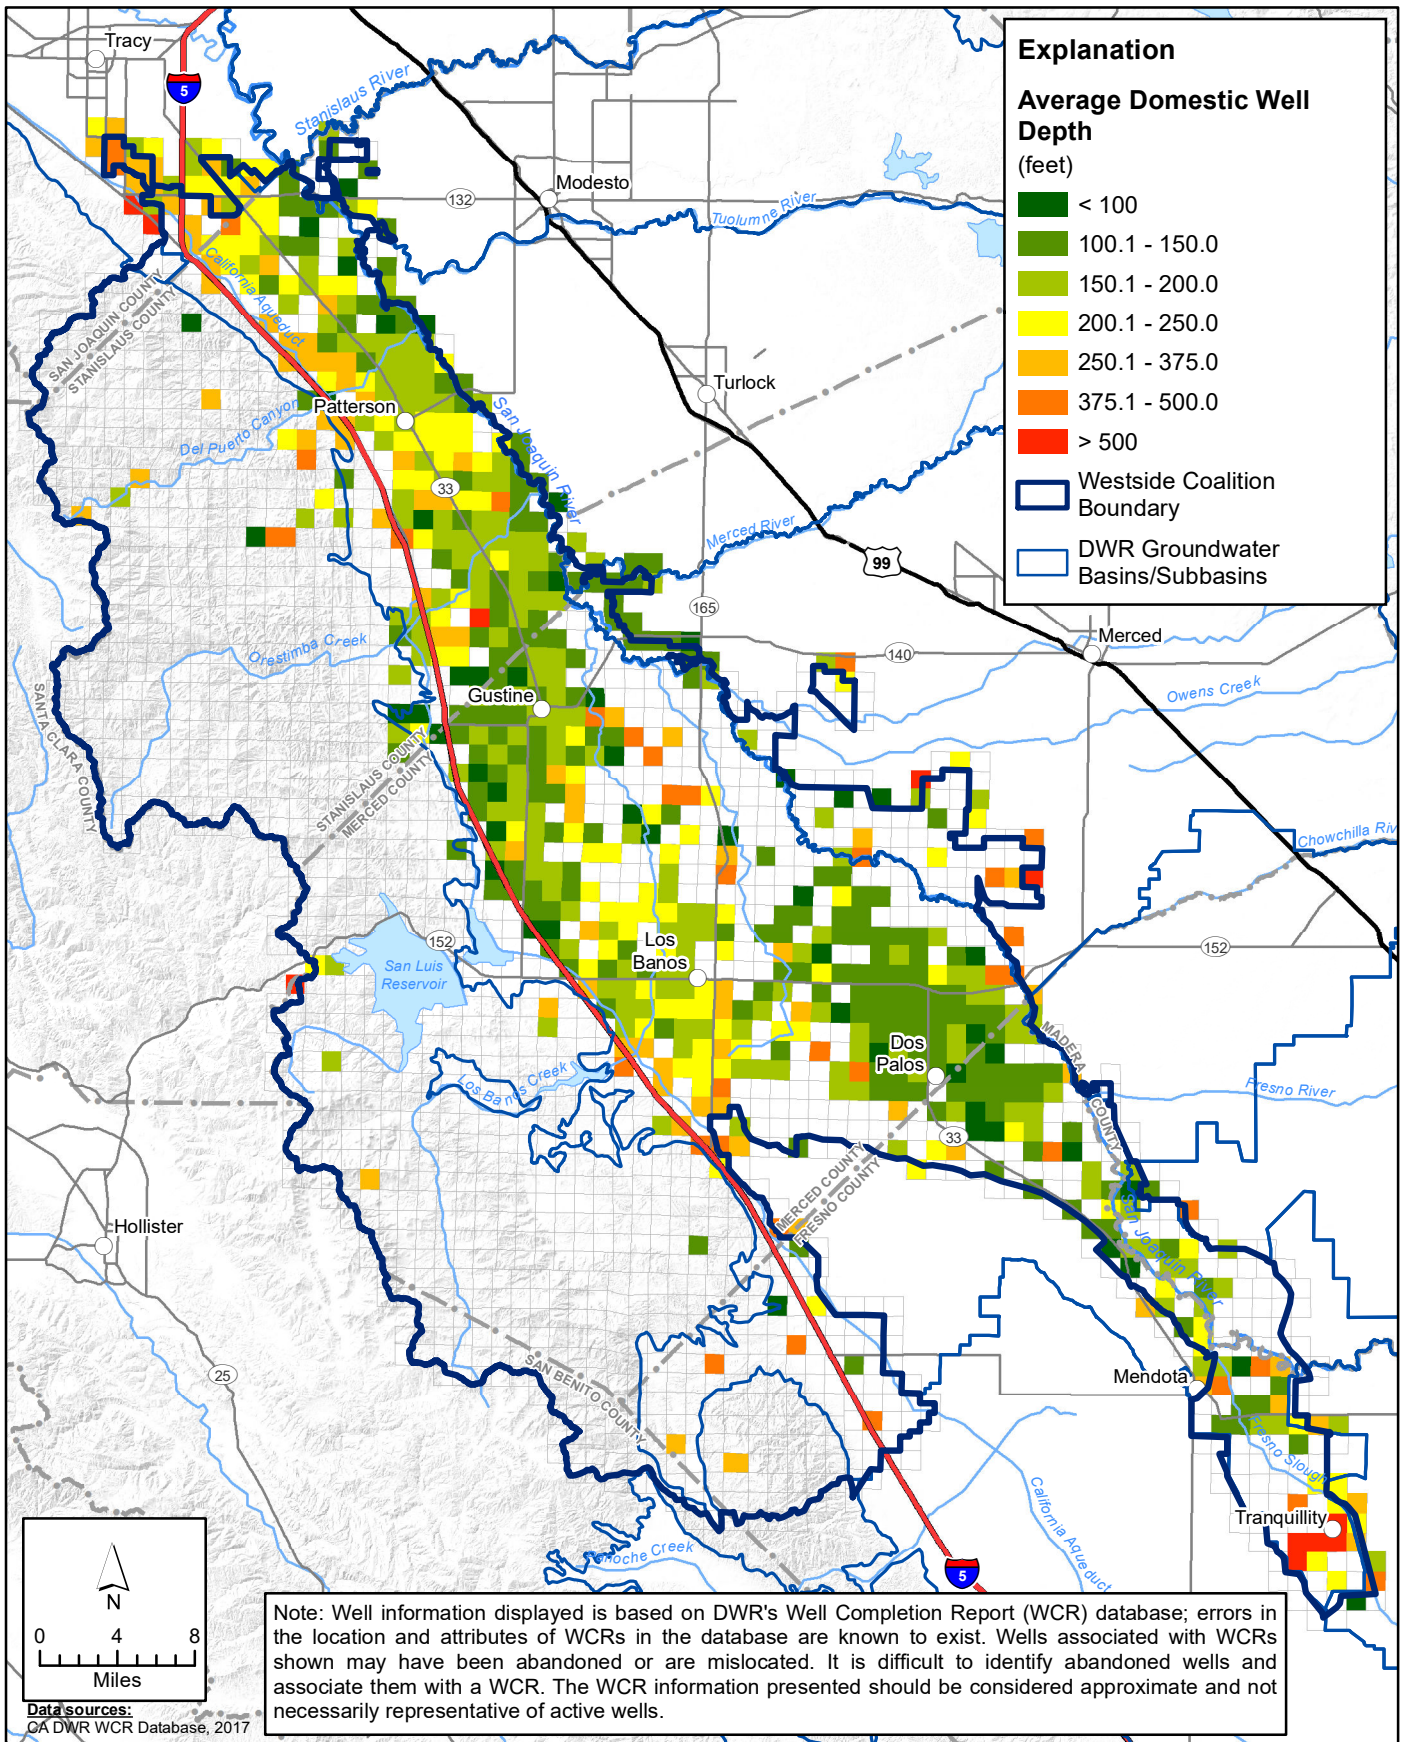 Explanation
Average Domestic Well
Depth
(feet)
< 100
100.1 - 150.0
150.1 - 200.0
200.1 - 250.0
250.1 - 375.0
375.1 - 500.0
> 500
Westside Coalition
Boundary
DWR Groundwater
Basins/Subbasins
Tracy
5
Stanislaus River
132
Modesto
Tuolumne River
California Aqueduct
SAN JOAQUIN COUNTY
STANISLAUS COUNTY
Turlock
Patterson
Del Puerto Canyon
San Joaquin River
33
Merced River
99
165
Merced
140
Orestimba Creek
Owens Creek
SANTA CLARA COUNTY
Gustine
STANISLAUS COUNTY
MERCED COUNTY
Chowchilla Riv
152
Los
Banos
152
San Luis
Reservoir
Dos
Palos
MADERA
COUNTY
Los Banos Creek
Fresno River
33
MERCED COUNTY
FRESNO COUNTY
Hollister
San Joaquin River
25
SAN BENITO COUNTY
Mendota
Fresno Slough
California Aqueduct
Tranquillity
Panoche Creek
5
N
0 4 8
Miles
Data sources:
CA DWR WCR Database, 2017
Note: Well information displayed is based on DWR's Well Completion Report (WCR) database; errors in
the location and attributes of WCRs in the database are known to exist. Wells associated with WCRs
shown may have been abandoned or are mislocated. It is difficult to identify abandoned wells and
associate them with a WCR. The WCR information presented should be considered approximate and not
necessarily representative of active wells.